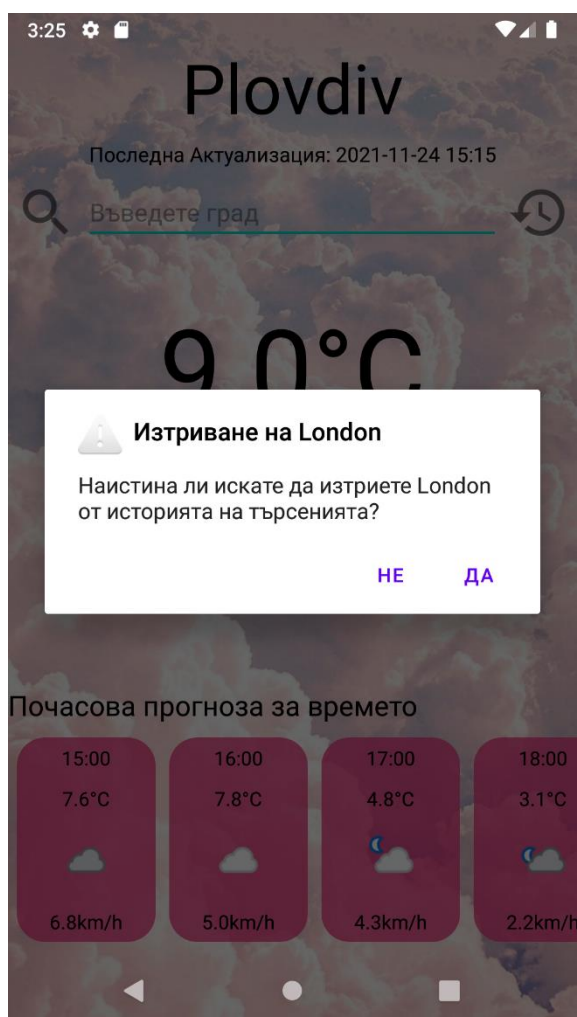 3:25
Plovdiv
Последна Актуализация: 2021-11-24 15:15
Въведете град
9.0°C
Изтриване на London
Наистина ли искате да изтриете London
от историята на търсенията?
НЕ ДА
Почасова прогноза за времето
15:00 16:00 17:00 18:00
7.6°C 7.8°C 4.8°C 3.1°C
6.8km/h 5.0km/h 4.3km/h 2.2km/h